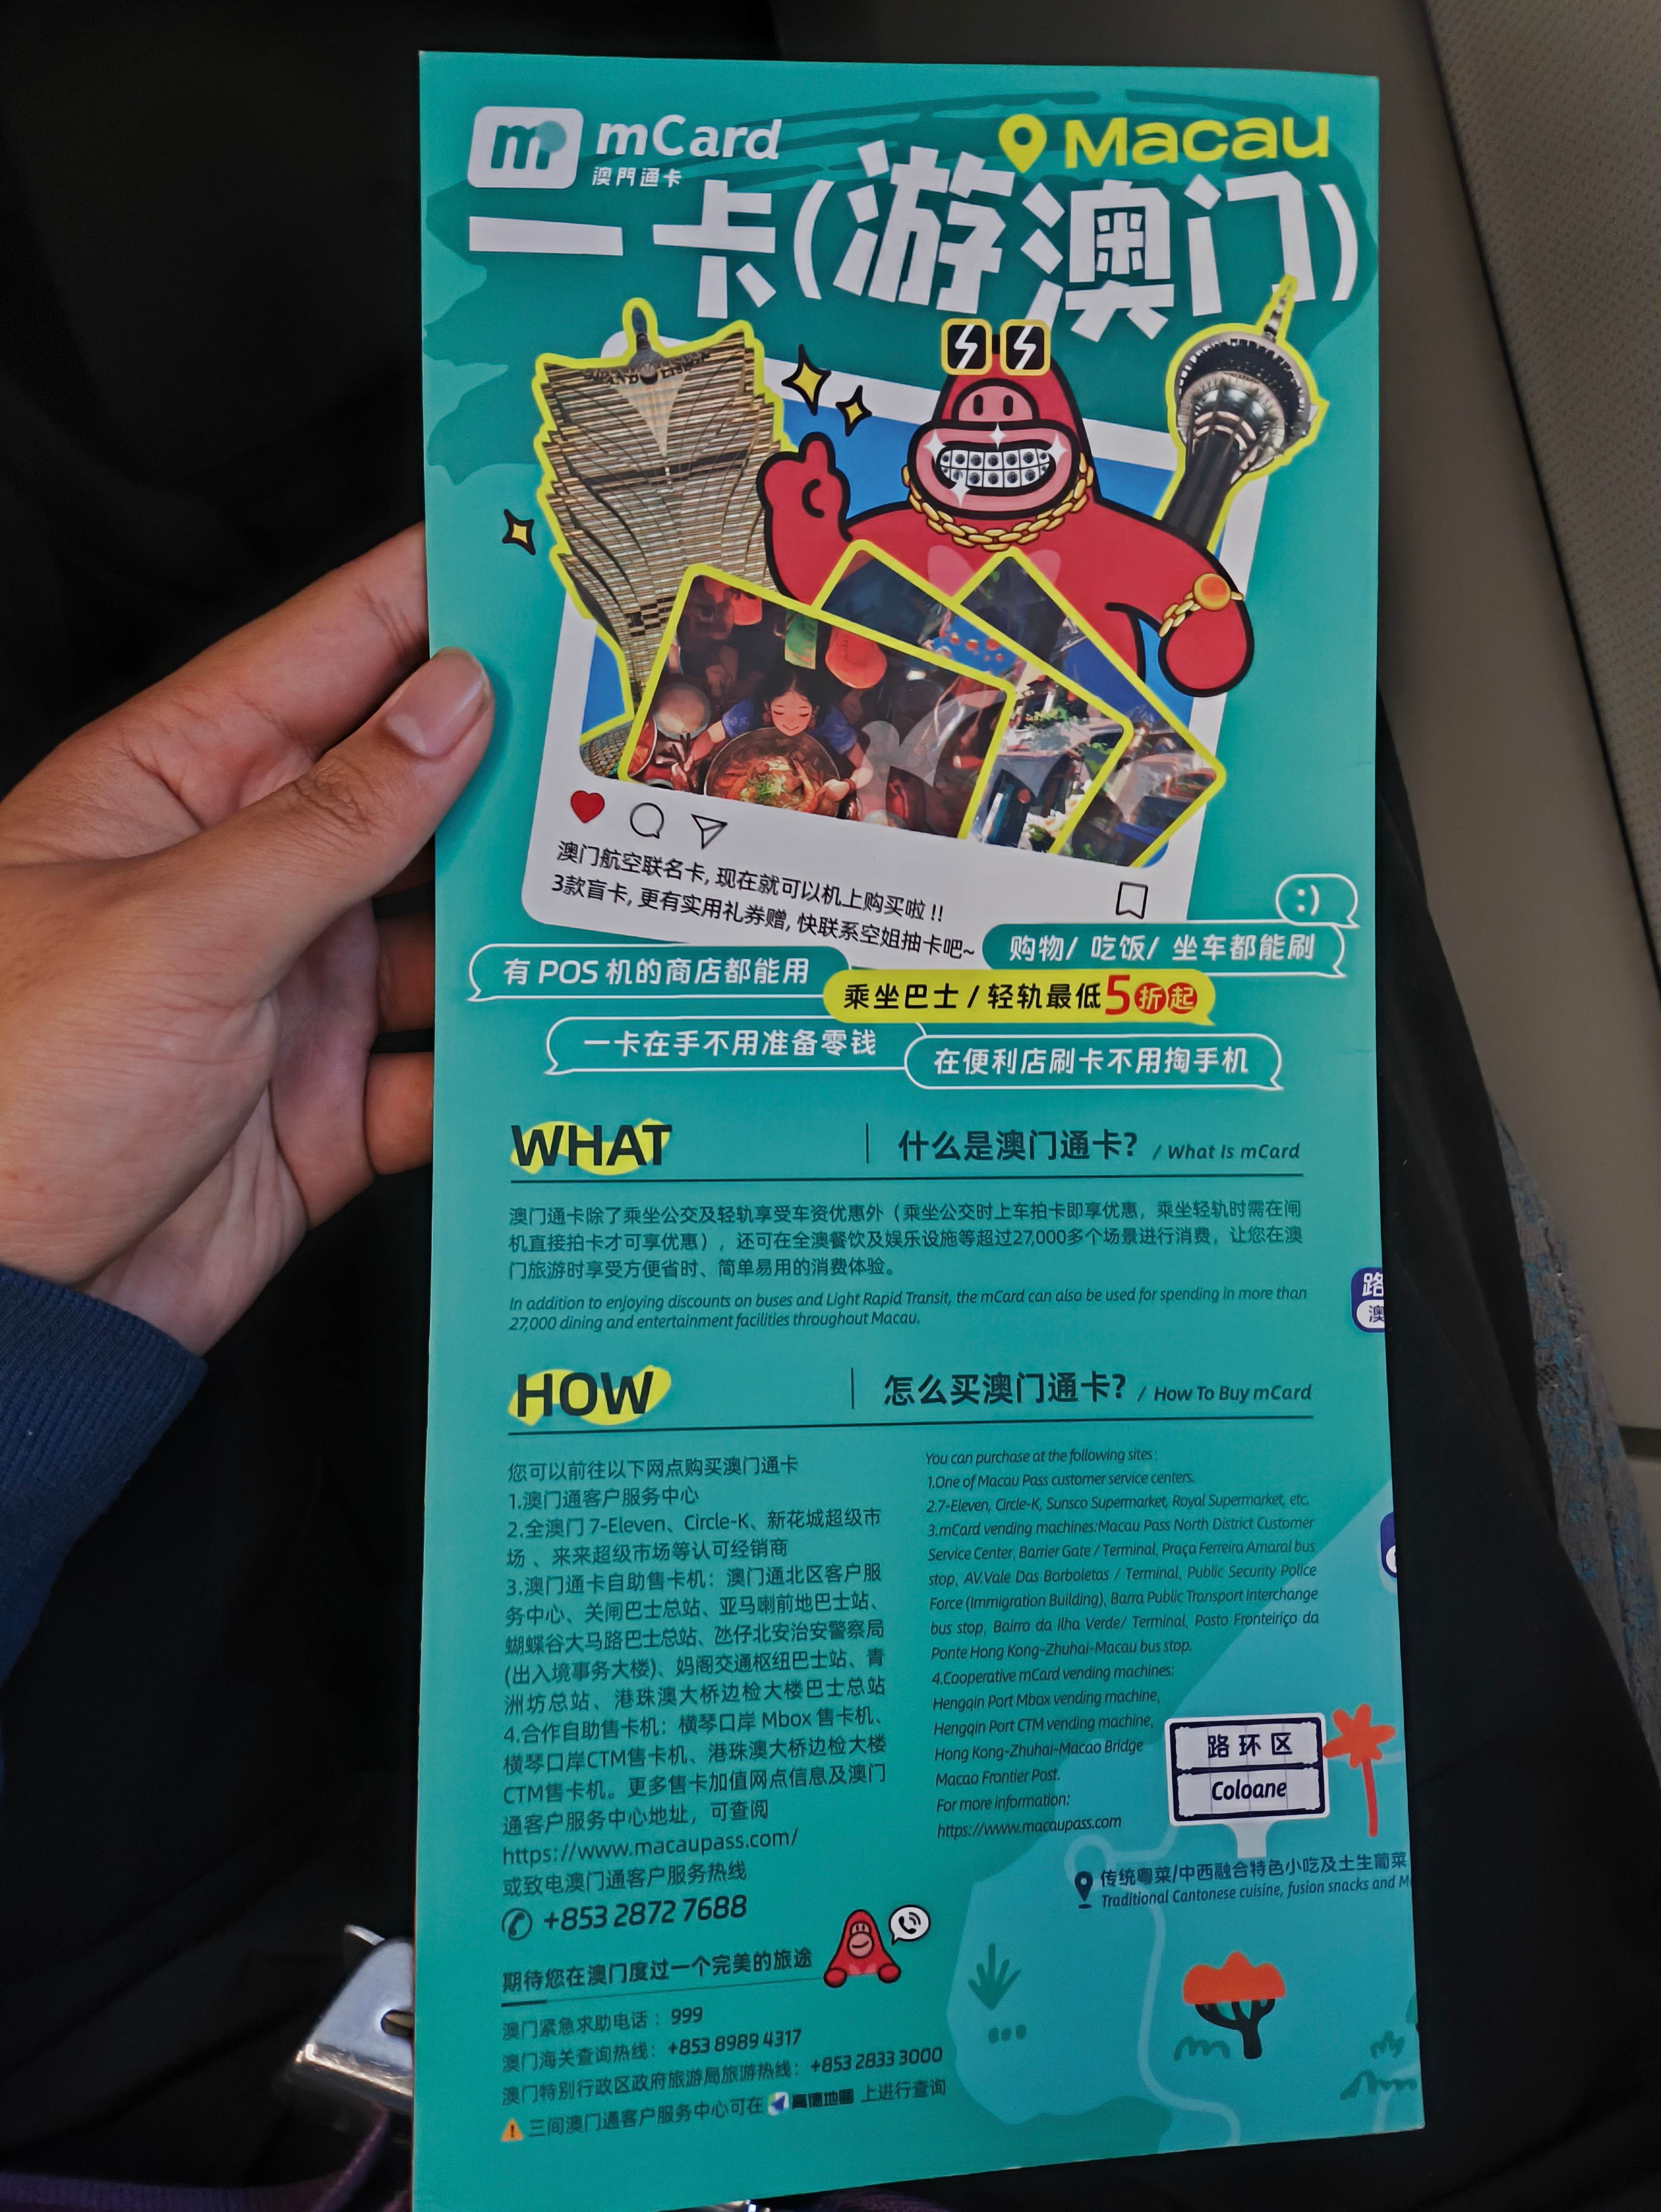 mCard
澳門通卡
Macau
一卡(游澳门)
GRAND LISBOA
澳门航空联名卡, 现在就可以机上购买啦 !!
3款盲卡, 更有实用礼券赠, 快联系空姐抽卡吧~
:)
购物/ 吃饭/ 坐车都能刷
有 POS 机的商店都能用
乘坐巴士 / 轻轨最低5折起
一卡在手不用准备零钱
在便利店刷卡不用掏手机
WHAT
什么是澳门通卡? / What Is mCard
澳门通卡除了乘坐公交及轻轨享受车资优惠外（乘坐公交时上车拍卡即享优惠，乘坐轻轨时需在闸
机直接拍卡才可享优惠），还可在全澳餐饮及娱乐设施等超过27,000多个场景进行消费，让您在澳
门旅游时享受方便省时、简单易用的消费体验。
In addition to enjoying discounts on buses and Light Rapid Transit, the mCard can also be used for spending in more than
27,000 dining and entertainment facilities throughout Macau.
路
澳
HOW
怎么买澳门通卡? / How To Buy mCard
您可以前往以下网点购买澳门通卡
1.澳门通客户服务中心
2.全澳门 7-Eleven、Circle-K、新花城超级市
场 、来来超级市场等认可经销商
3.澳门通卡自助售卡机：澳门通北区客户服
务中心、关闸巴士总站、亚马喇前地巴士站、
蝴蝶谷大马路巴士总站、氹仔北安治安警察局
(出入境事务大楼)、妈阁交通枢纽巴士站、青
洲坊总站、港珠澳大桥边检大楼巴士总站
4.合作自助售卡机：横琴口岸 Mbox 售卡机、
横琴口岸CTM售卡机、港珠澳大桥边检大楼
CTM售卡机。更多售卡加值网点信息及澳门
通客户服务中心地址，可查阅
https://www.macaupass.com/
或致电澳门通客户服务热线
+853 2872 7688
You can purchase at the following sites:
1.One of Macau Pass customer service centers.
2.7-Eleven, Circle-K, Sunsco Supermarket, Royal Supermarket, etc.
3.mCard vending machines:Macau Pass North District Customer
Service Center, Barrier Gate / Terminal, Praça Ferreira Amaral bus
stop, AV.Vale Das Borboletas / Terminal, Public Security Police
Force (Immigration Building), Barra Public Transport Interchange
bus stop, Bairro da Ilha Verde/ Terminal, Posto Fronteiriço da
Ponte Hong Kong-Zhuhai-Macau bus stop.
4.Cooperative mCard vending machines:
Hengqin Port Mbox vending machine,
Hengqin Port CTM vending machine,
Hong Kong-Zhuhai-Macao Bridge
Macao Frontier Post.
For more information:
https://www.macaupass.com
路环区
Coloane
传统粤菜/中西融合特色小吃及土生葡菜
Traditional Cantonese cuisine, fusion snacks and M
期待您在澳门度过一个完美的旅途
澳门紧急求助电话：999
澳门海关查询热线：+853 8989 4317
澳门特别行政区政府旅游局旅游热线：+853 2833 3000
三间澳门通客户服务中心可在 高德地图 上进行查询